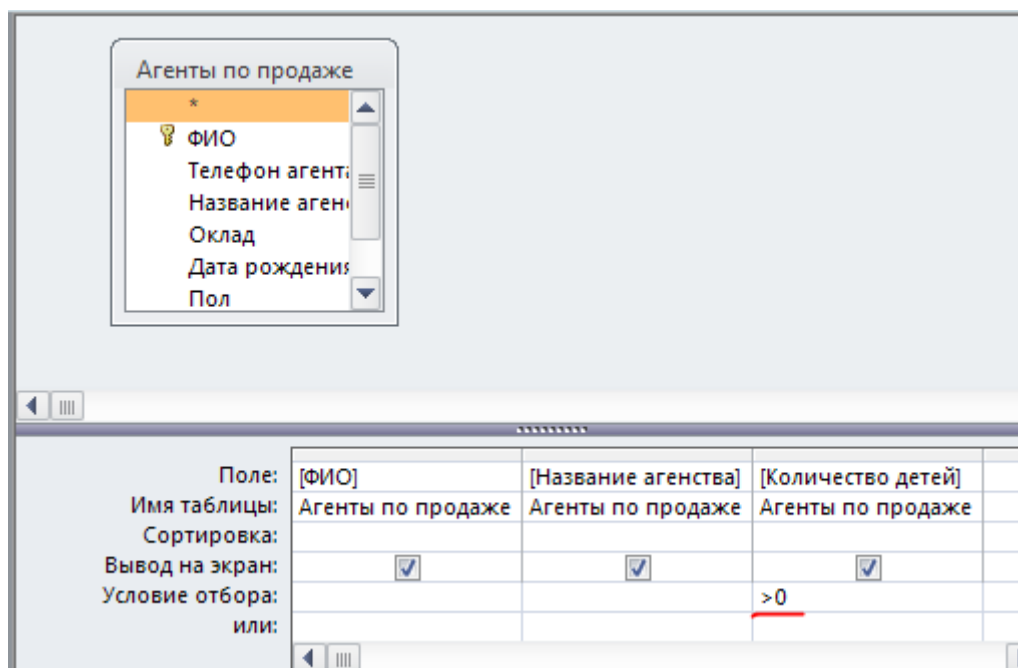 Агенты по продаже
*
ФИО
Телефон агента
Название аген
Оклад
Дата рождения
Пол
Поле: [ФИО] [Название агенства] [Количество детей]
Имя таблицы: Агенты по продаже Агенты по продаже Агенты по продаже
Сортировка:
Вывод на экран:
Условие отбора: >0
или: